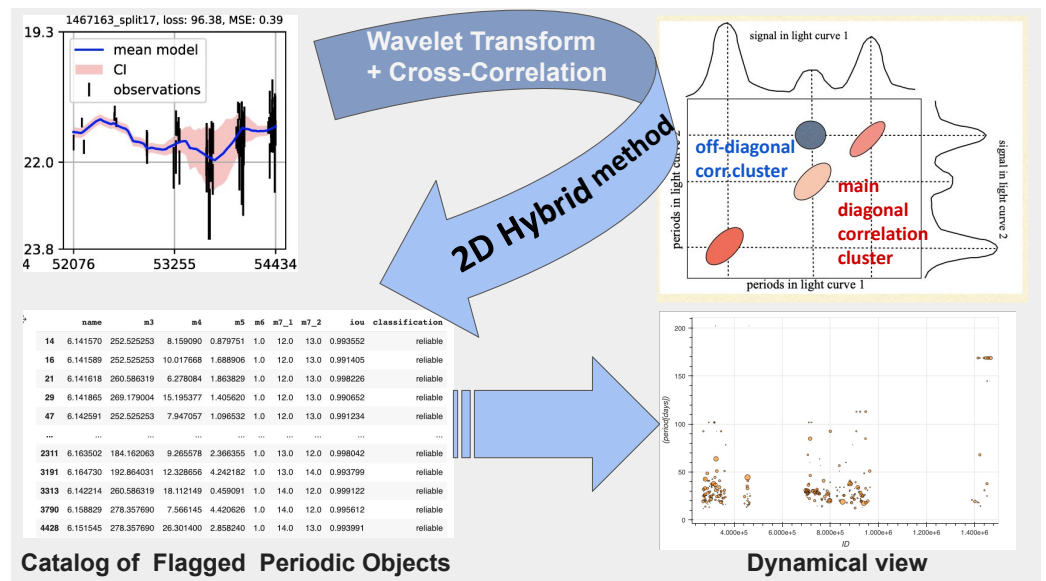 1467163_split17, loss: 96.38, MSE: 0.39
19.3
mean model
CI
observations
22.0
23.8
4 52076 53255 54434
Wavelet Transform
+ Cross-Correlation
2D Hybrid method
signal in light curve 1
off-diagonal
corr.cluster
main
diagonal
correlation
cluster
periods in light curve 2
signal in light curve 2
periods in light curve 1
name m3 m4 m5 m6 m7_1 m7_2 iou classification
14 6.141570 252.525253 8.159090 0.879751 1.0 12.0 13.0 0.993552 reliable
16 6.141589 252.525253 10.017668 1.688906 1.0 12.0 13.0 0.991405 reliable
21 6.141618 260.586319 6.278084 1.863829 1.0 12.0 13.0 0.998226 reliable
29 6.141865 269.179004 15.195377 1.405620 1.0 12.0 13.0 0.990652 reliable
47 6.142591 252.525253 7.947057 1.096532 1.0 12.0 13.0 0.991234 reliable
... ... ... ... ... ... ... ... ... ...
2311 6.163502 184.162063 9.265578 2.366355 1.0 13.0 12.0 0.998042 reliable
3191 6.164730 192.864031 12.328656 4.242182 1.0 13.0 14.0 0.993799 reliable
3313 6.142214 260.586319 18.112149 0.459091 1.0 14.0 12.0 0.999122 reliable
3790 6.158829 278.357690 7.566145 4.420626 1.0 14.0 12.0 0.995612 reliable
4428 6.151545 278.357690 26.301400 2.858240 1.0 14.0 13.0 0.993991 reliable
(period[days])
200
150
100
50
0
4.000e+5 6.000e+5 8.000e+5 1.000e+6 1.200e+6 1.400e+6
ID
Catalog of Flagged Periodic Objects
Dynamical view